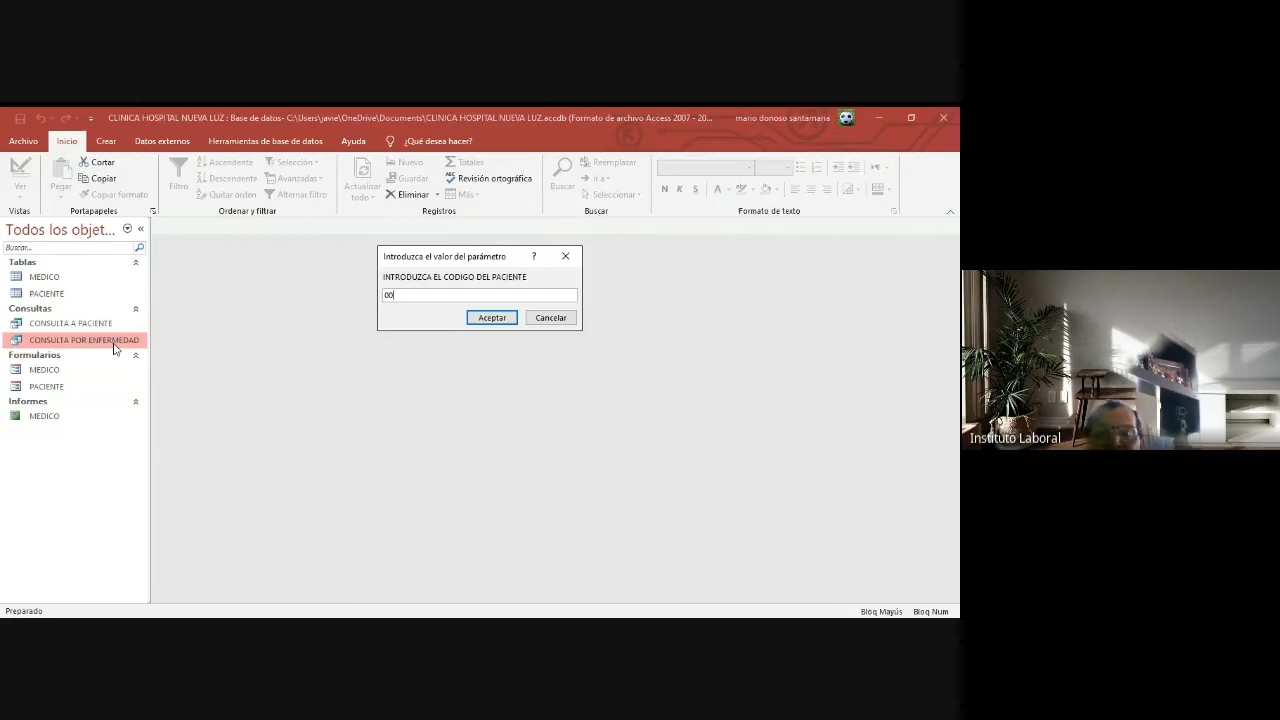 CLINICA HOSPITAL NUEVA LUZ : Base de datos- C:\Users\javie\OneDrive\Documents\CLINICA HOSPITAL NUEVA LUZ.accdb (Formato de archivo Access 2007 - 20... mario donoso santamaria
Archivo Inicio Crear Datos externos Herramientas de base de datos Ayuda ¿Qué desea hacer?
Ver
Vistas
Pegar
Cortar
Copiar
Copiar formato
Portapapeles
Filtro
Ascendente
Descendente
Quitar orden
Selección
Avanzadas
Alternar filtro
Ordenar y filtrar
Actualizar
todo
Nuevo
Guardar
Eliminar
Totales
Revisión ortográfica
Más
Registros
Buscar
Reemplazar
Ir a
Seleccionar
Buscar
N K S
A
Formato de texto
Todos los objet...
Buscar...
Tablas
MEDICO
PACIENTE
Consultas
CONSULTA A PACIENTE
CONSULTA POR ENFERMEDAD
Formularios
MEDICO
PACIENTE
Informes
MEDICO
Introduzca el valor del parámetro ?
INTRODUZCA EL CODIGO DEL PACIENTE
00
Aceptar Cancelar
Preparado
Bloq Mayús Bloq Num
Instituto Laboral